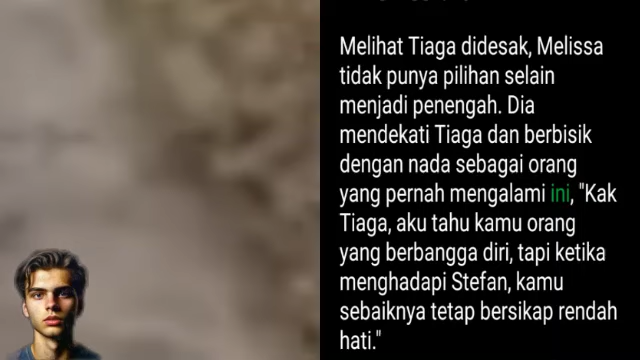 Melihat Tiaga didesak, Melissa
tidak punya pilihan selain
menjadi penengah. Dia
mendekati Tiaga dan berbisik
dengan nada sebagai orang
yang pernah mengalami ini, "Kak
Tiaga, aku tahu kamu orang
yang berbangga diri, tapi ketika
menghadapi Stefan, kamu
sebaiknya tetap bersikap rendah
hati."